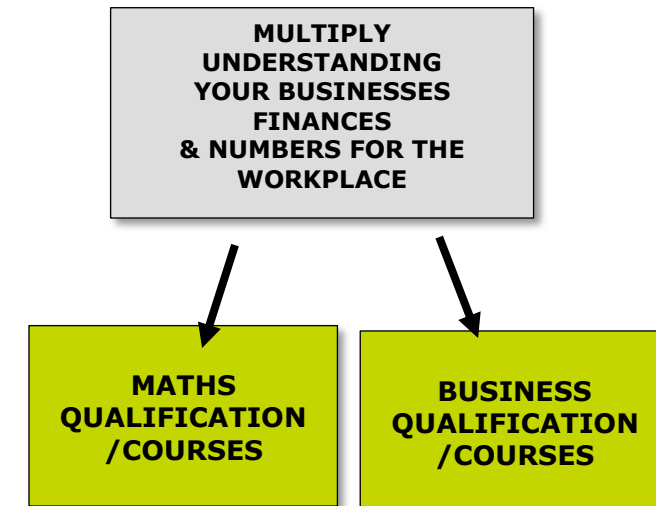 MULTIPLY
UNDERSTANDING
YOUR BUSINESSES
FINANCES
& NUMBERS FOR THE
WORKPLACE
MATHS
QUALIFICATION
/COURSES
BUSINESS
QUALIFICATION
/COURSES